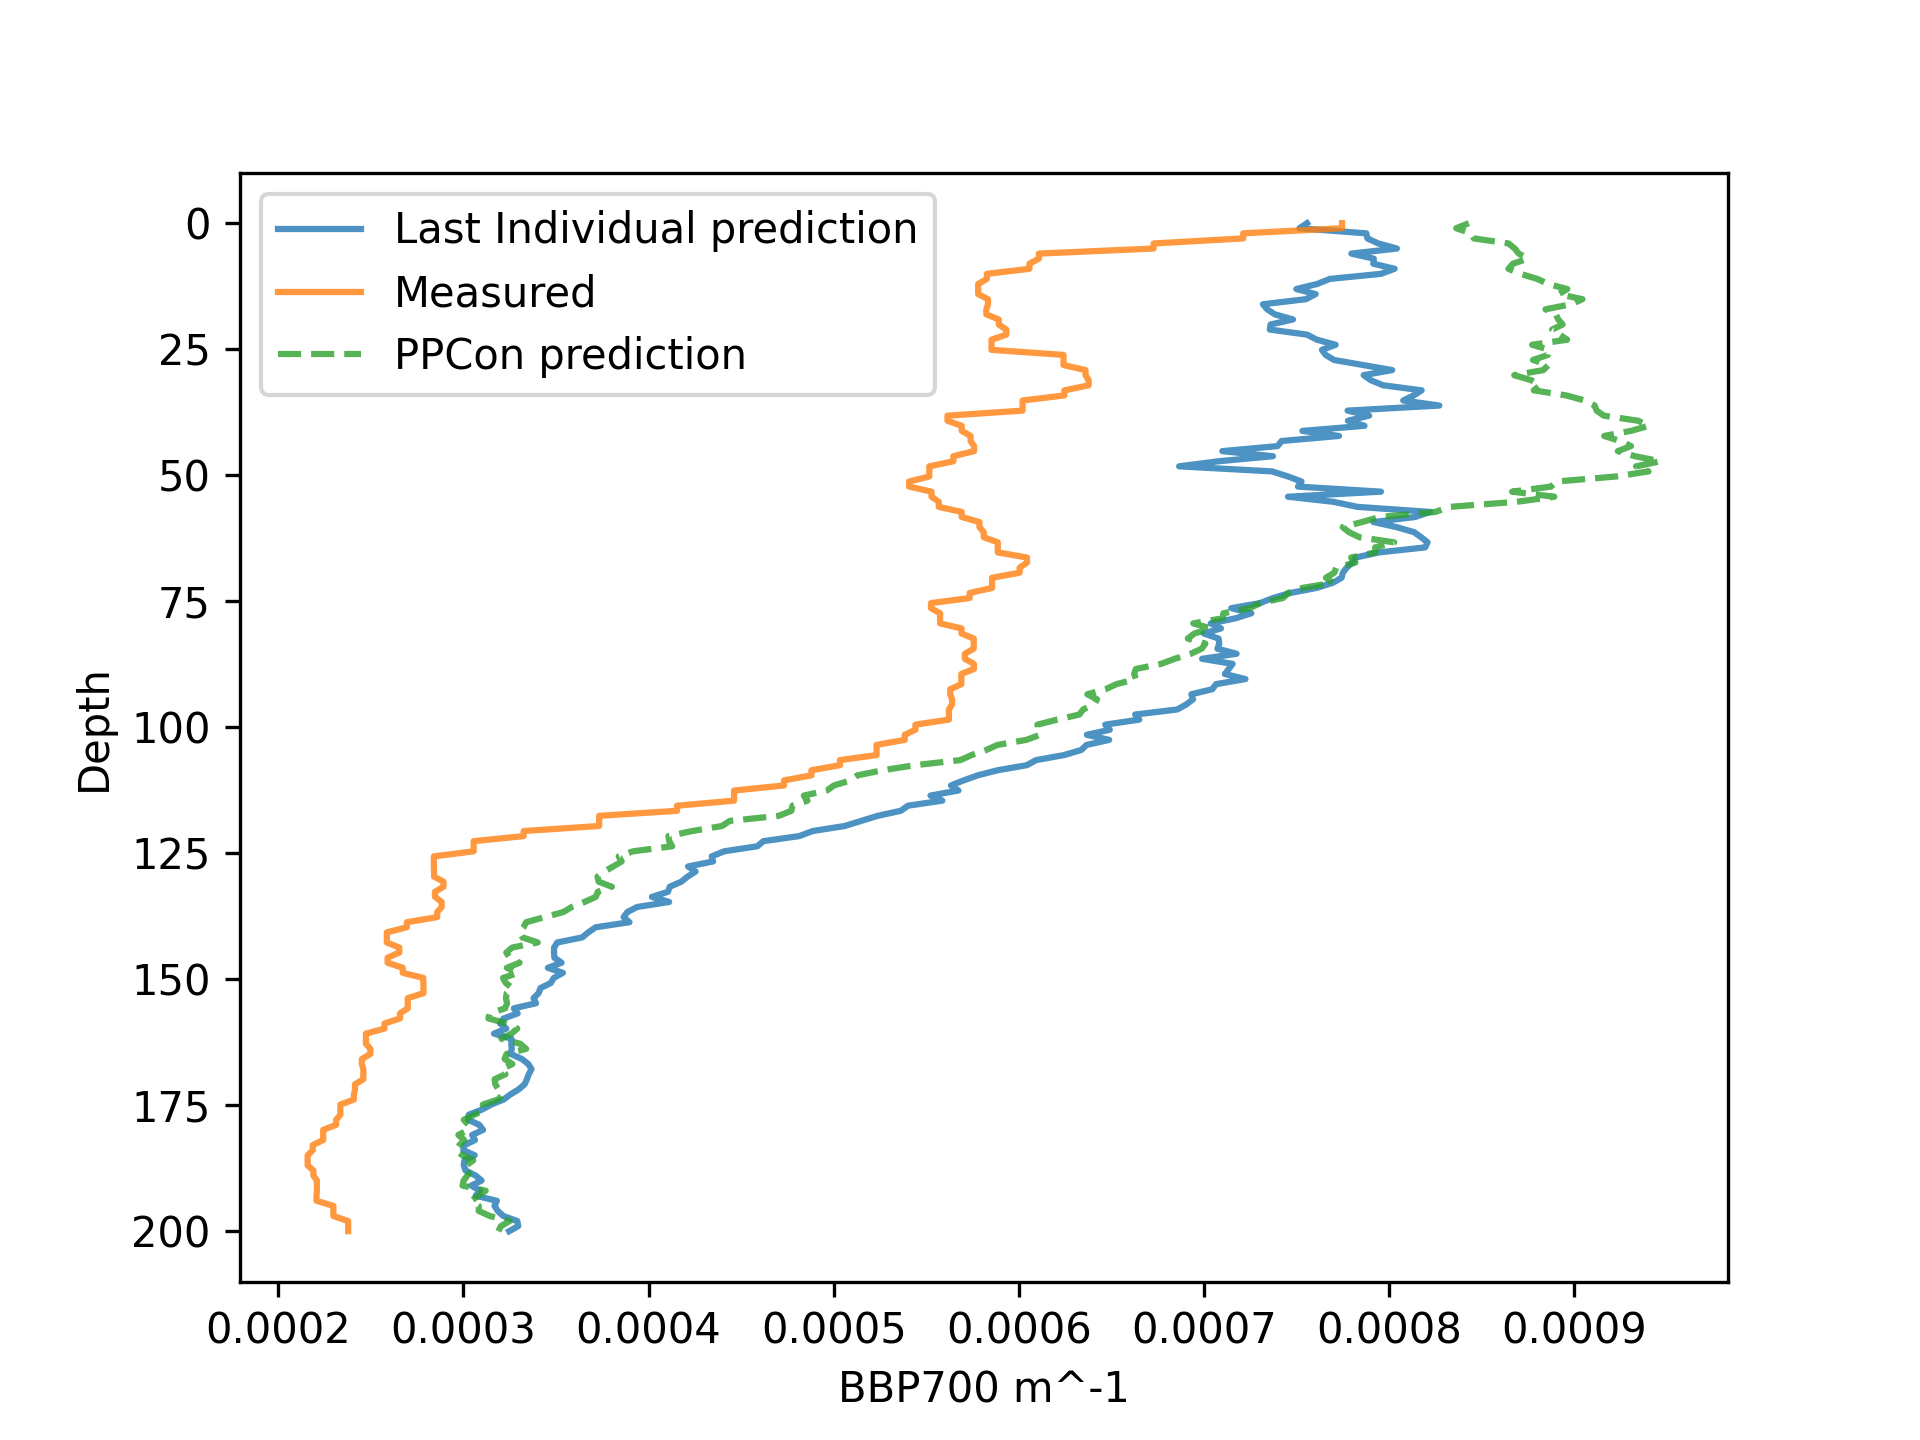 Last Individual prediction
Measured
PPCon prediction
0
25
50
75
100
125
150
175
200
Depth
0.0002 0.0003 0.0004 0.0005 0.0006 0.0007 0.0008 0.0009
BBP700 m^-1